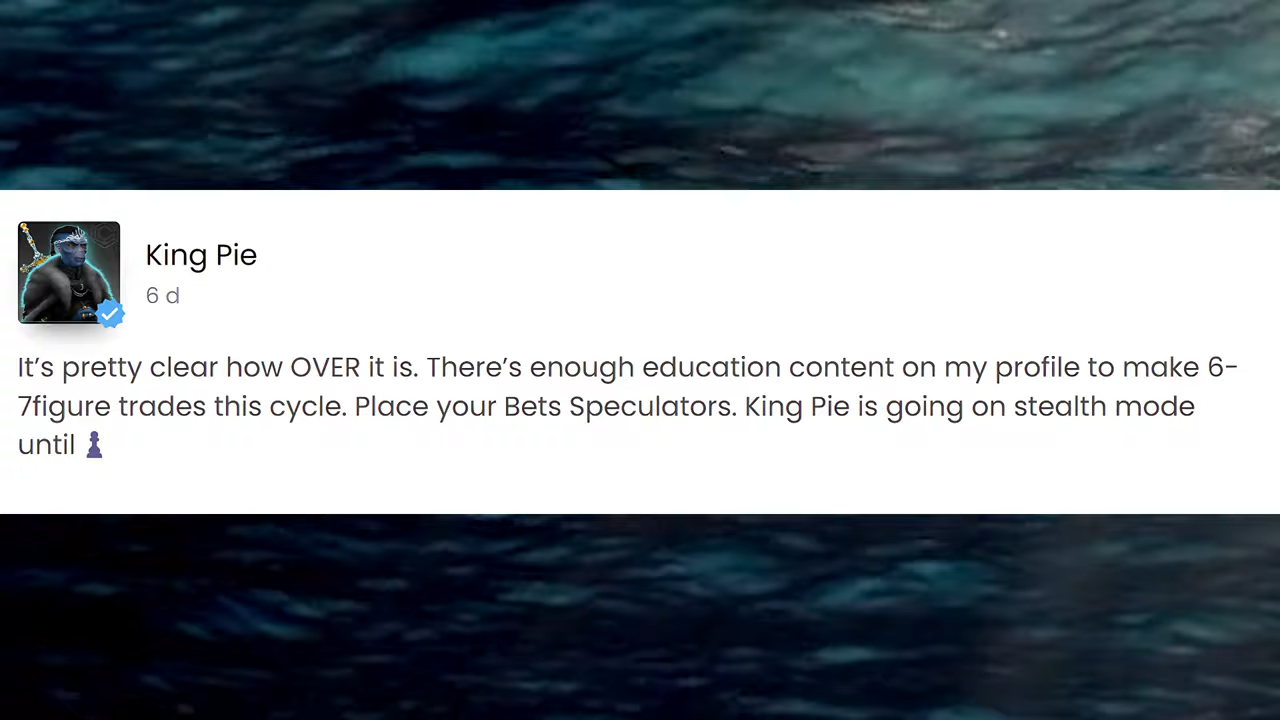 King Pie
6 d
It’s pretty clear how OVER it is. There’s enough education content on my profile to make 6-
7figure trades this cycle. Place your Bets Speculators. King Pie is going on stealth mode
until ♟